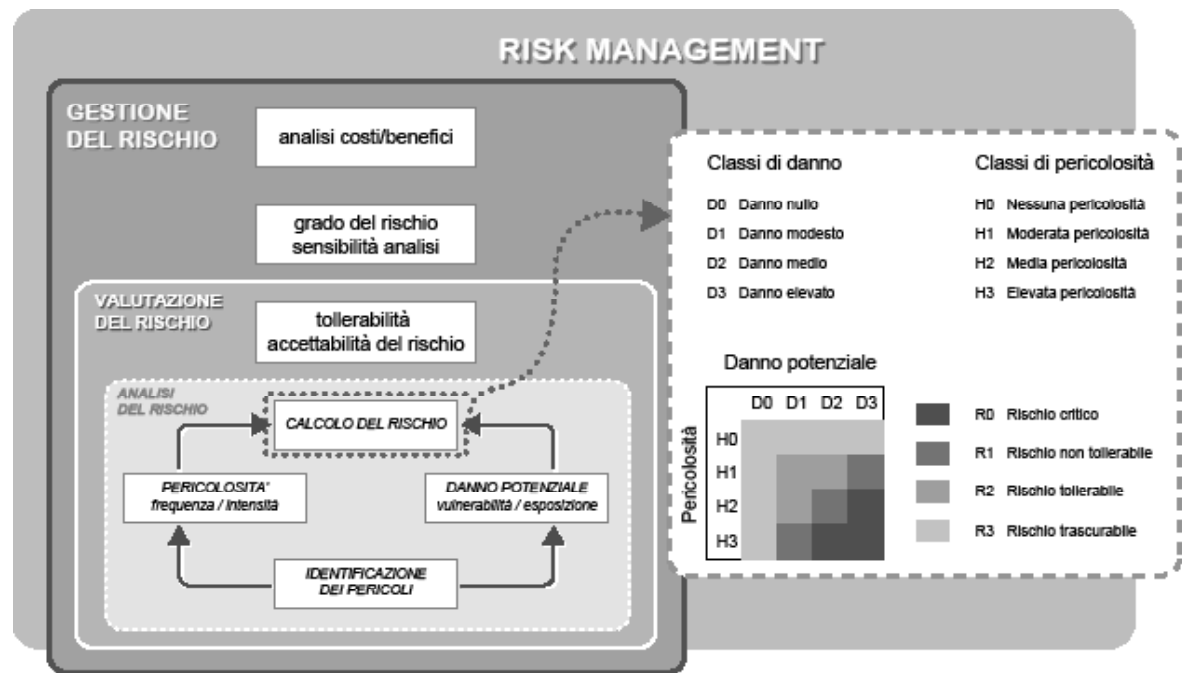 RISK MANAGEMENT
GESTIONE
DEL RISCHIO
analisi costi/benefici
grado del rischio
sensibilità analisi
VALUTAZIONE
DEL RISCHIO
tollerabilità
accettabilità del rischio
ANALISI
DEL RISCHIO
CALCOLO DEL RISCHIO
PERICOLOSITA'
frequenza / intensità
DANNO POTENZIALE
vulnerabilità / esposizione
IDENTIFICAZIONE
DEI PERICOLI
Classi di danno
D0 Danno nullo
D1 Danno modesto
D2 Danno medio
D3 Danno elevato
Classi di pericolosità
H0 Nessuna pericolosità
H1 Moderata pericolosità
H2 Media pericolosità
H3 Elevata pericolosità
Danno potenziale
D0 D1 D2 D3
Pericolosità
H0
H1
H2
H3
R0 Rischio critico
R1 Rischio non tollerabile
R2 Rischio tollerabile
R3 Rischio trascurabile